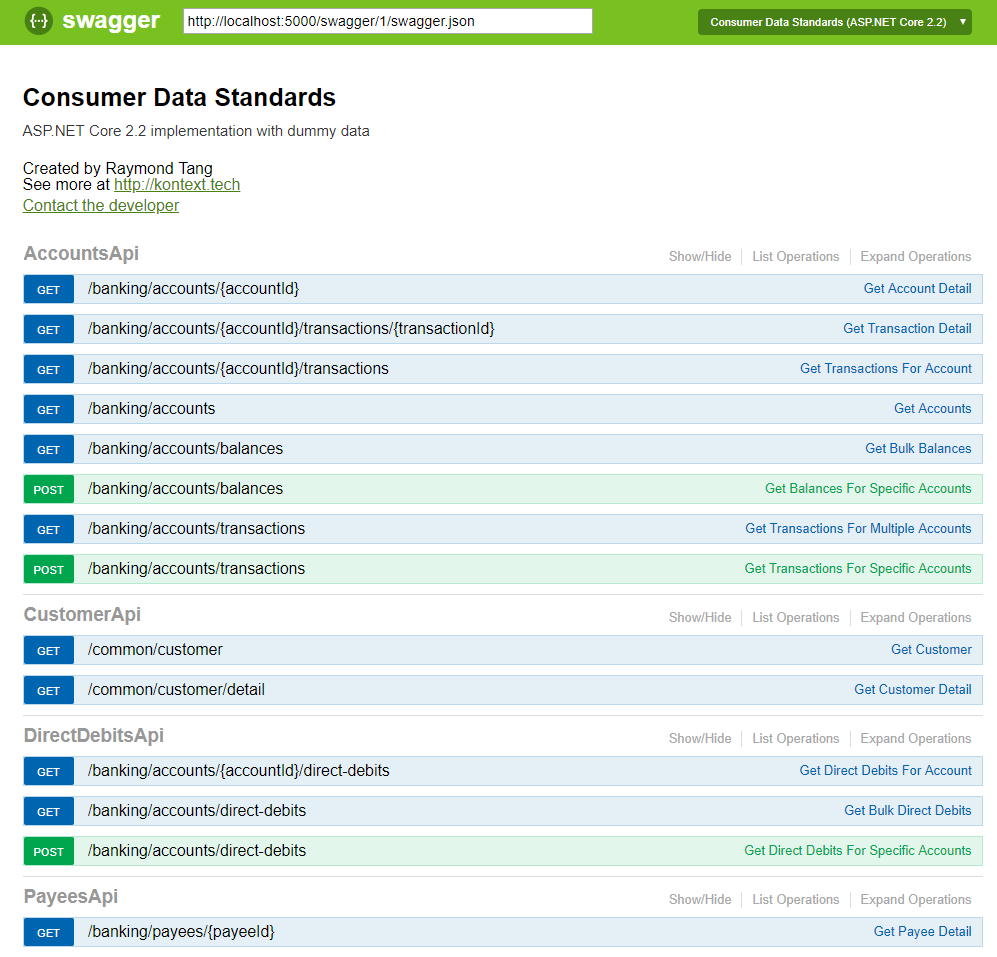 {···} swagger http://localhost:5000/swagger/1/swagger.json Consumer Data Standards (ASP.NET Core 2.2) ▼
Consumer Data Standards
ASP.NET Core 2.2 implementation with dummy data
Created by Raymond Tang
See more at http://kontext.tech
Contact the developer
AccountsApi Show/Hide List Operations Expand Operations
GET /banking/accounts/{accountId} Get Account Detail
GET /banking/accounts/{accountId}/transactions/{transactionId} Get Transaction Detail
GET /banking/accounts/{accountId}/transactions Get Transactions For Account
GET /banking/accounts Get Accounts
GET /banking/accounts/balances Get Bulk Balances
POST /banking/accounts/balances Get Balances For Specific Accounts
GET /banking/accounts/transactions Get Transactions For Multiple Accounts
POST /banking/accounts/transactions Get Transactions For Specific Accounts
CustomerApi Show/Hide List Operations Expand Operations
GET /common/customer Get Customer
GET /common/customer/detail Get Customer Detail
DirectDebitsApi Show/Hide List Operations Expand Operations
GET /banking/accounts/{accountId}/direct-debits Get Direct Debits For Account
GET /banking/accounts/direct-debits Get Bulk Direct Debits
POST /banking/accounts/direct-debits Get Direct Debits For Specific Accounts
PayeesApi Show/Hide List Operations Expand Operations
GET /banking/payees/{payeeId} Get Payee Detail